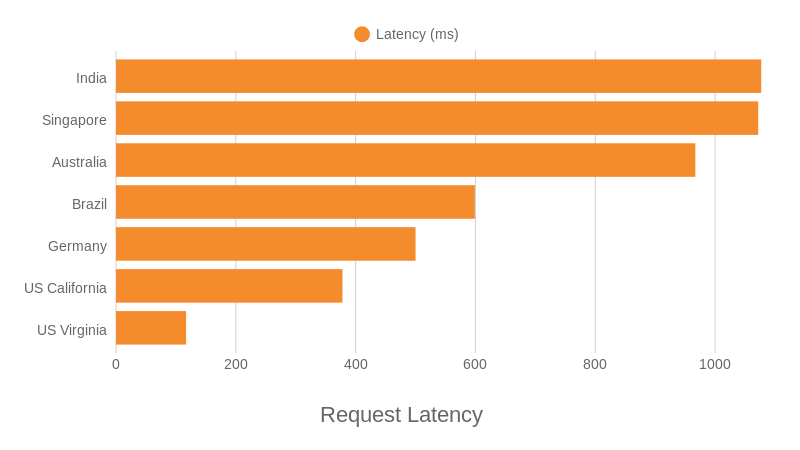 Latency (ms)
India
Singapore
Australia
Brazil
Germany
US California
US Virginia
0 200 400 600 800 1000
Request Latency